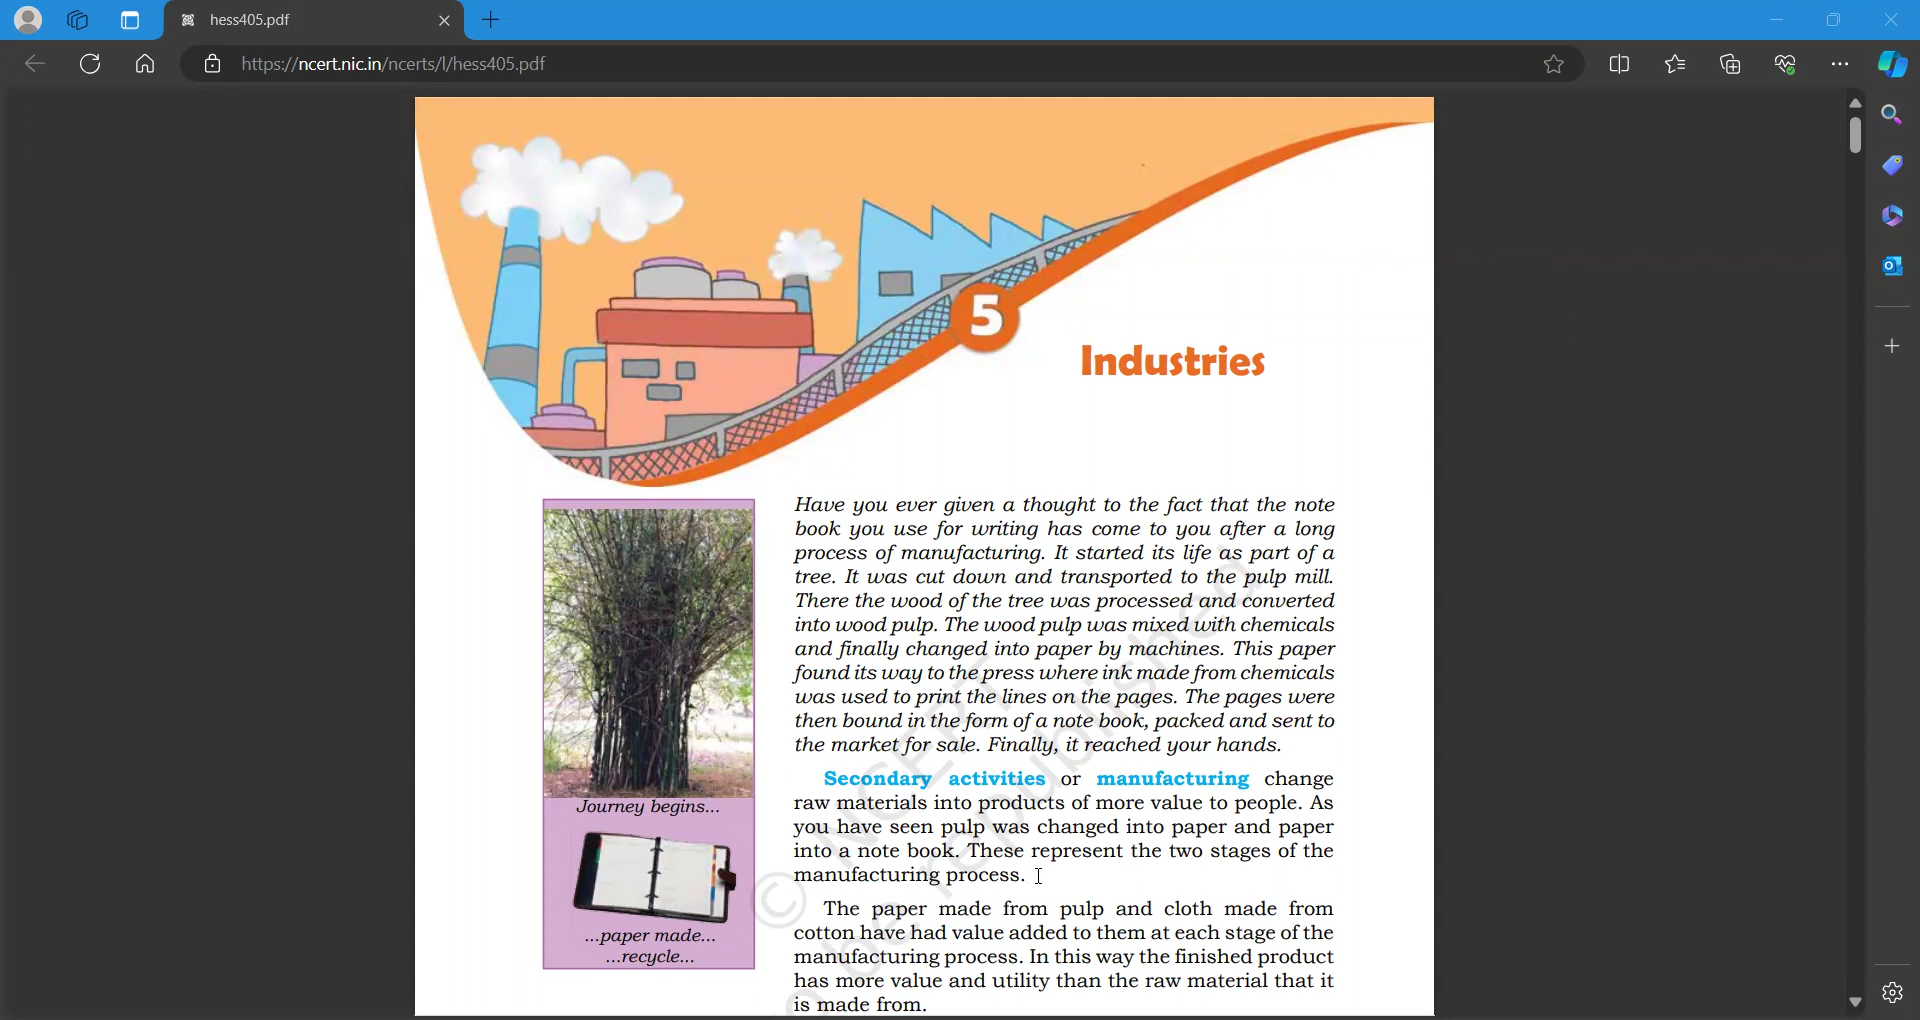 hess405.pdf
https://ncert.nic.in/ncerts/l/hess405.pdf
5
Industries
Have you ever given a thought to the fact that the note
book you use for writing has come to you after a long
process of manufacturing. It started its life as part of a
tree. It was cut down and transported to the pulp mill.
There the wood of the tree was processed and converted
into wood pulp. The wood pulp was mixed with chemicals
and finally changed into paper by machines. This paper
found its way to the press where ink made from chemicals
was used to print the lines on the pages. The pages were
then bound in the form of a note book, packed and sent to
the market for sale. Finally, it reached your hands.
Secondary activities or manufacturing change
raw materials into products of more value to people. As
you have seen pulp was changed into paper and paper
into a note book. These represent the two stages of the
manufacturing process.
The paper made from pulp and cloth made from
cotton have had value added to them at each stage of the
manufacturing process. In this way the finished product
has more value and utility than the raw material that it
is made from.
Journey begins...
...paper made...
...recycle...
© NCERT
o be republished